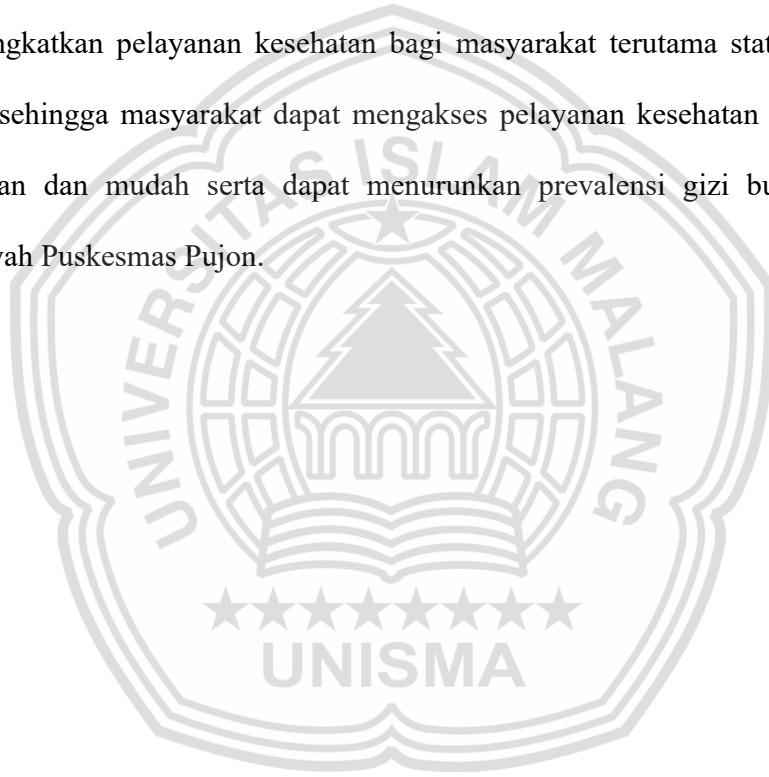 ngkatkan pelayanan kesehatan bagi masyarakat terutama stat
sehingga masyarakat dapat mengakses pelayanan kesehatan
an dan mudah serta dapat menurunkan prevalensi gizi bu
yah Puskesmas Pujon.
UNIVERSITAS ISLAM MALANG
UNISMA